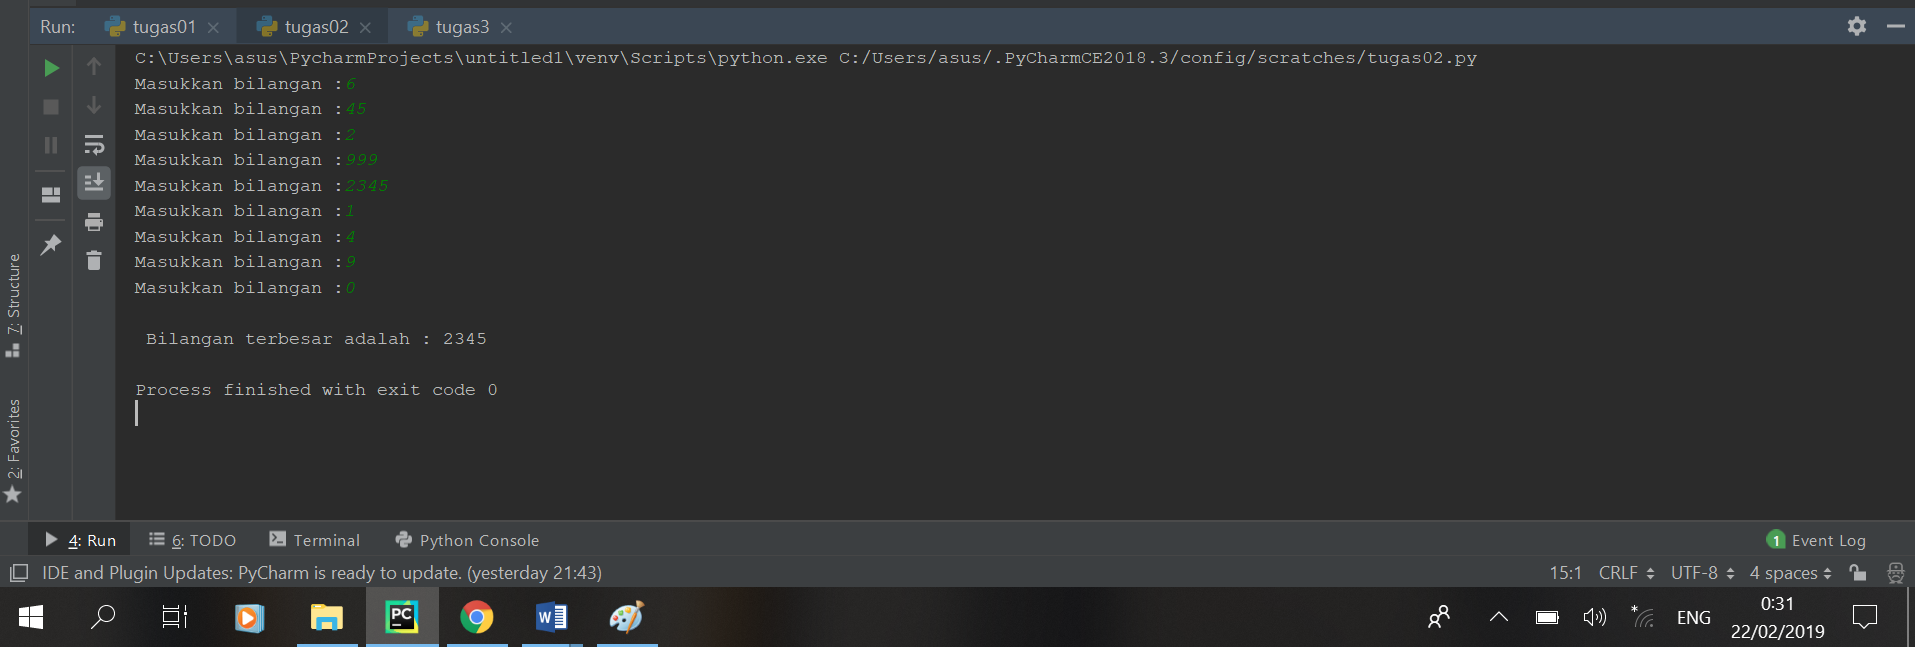 Run: tugas01 tugas02 tugas3
C:\Users\asus\PycharmProjects\untitled1\venv\Scripts\python.exe C:/Users/asus/.PyCharmCE2018.3/config/scratches/tugas02.py
Masukkan bilangan :6
Masukkan bilangan :45
Masukkan bilangan :2
Masukkan bilangan :999
Masukkan bilangan :2345
Masukkan bilangan :1
Masukkan bilangan :4
Masukkan bilangan :9
Masukkan bilangan :0
Bilangan terbesar adalah : 2345
Process finished with exit code 0
7: Structure
2: Favorites
4: Run 6: TODO Terminal Python Console 1 Event Log
IDE and Plugin Updates: PyCharm is ready to update. (yesterday 21:43) 15:1 CRLF UTF-8 4 spaces
PC W ENG 0:31
22/02/2019